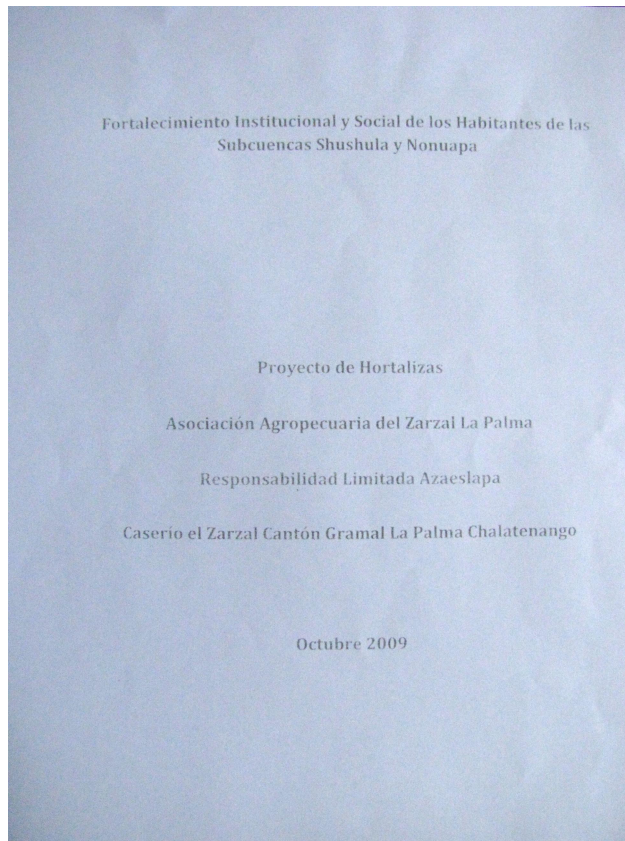 Fortalecimiento Institucional y Social de los Habitantes de las
Subcuencas Shushula y Nonuapa
Proyecto de Hortalizas
Asociación Agropecuaria del Zarzal La Palma
Responsabilidad Limitada Azaeslapa
Caserío el Zarzal Cantón Gramal La Palma Chalatenango
Octubre 2009